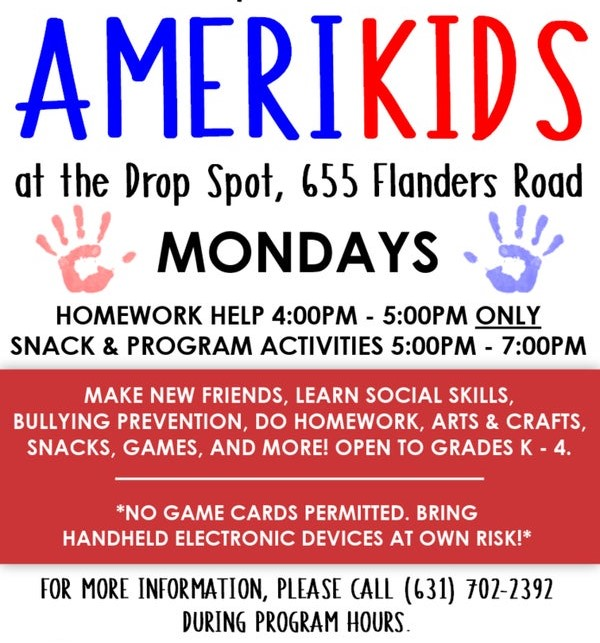 AMERIKIDS
at the Drop Spot, 655 Flanders Road
MONDAYS
HOMEWORK HELP 4:00PM - 5:00PM ONLY
SNACK & PROGRAM ACTIVITIES 5:00PM - 7:00PM
MAKE NEW FRIENDS, LEARN SOCIAL SKILLS,
BULLYING PREVENTION, DO HOMEWORK, ARTS & CRAFTS,
SNACKS, GAMES, AND MORE! OPEN TO GRADES K - 4.
*NO GAME CARDS PERMITTED. BRING
HANDHELD ELECTRONIC DEVICES AT OWN RISK!*
FOR MORE INFORMATION, PLEASE CALL (631) 702-2392
DURING PROGRAM HOURS.